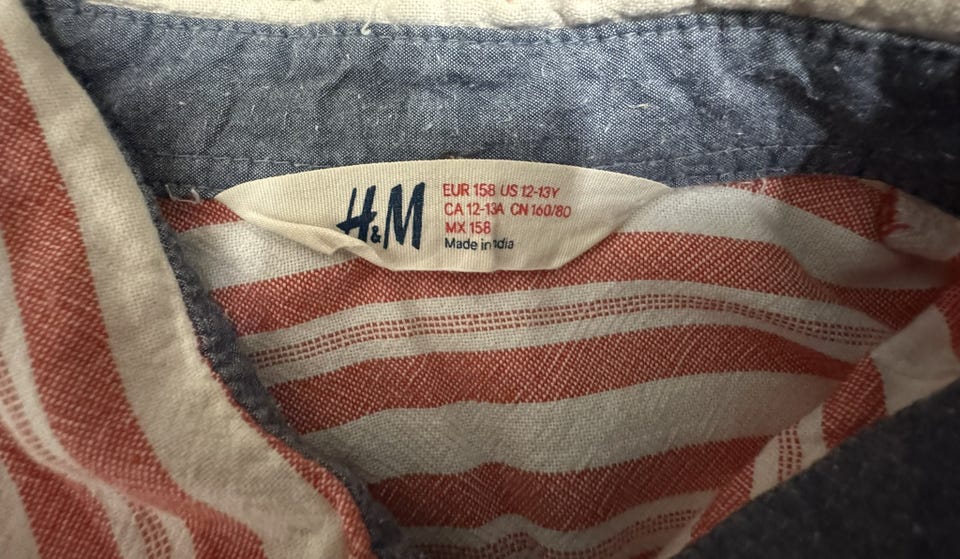 H&M
EUR 158 US 12-13Y
CA 12-13A CN 160/80
MX 158
Made in India